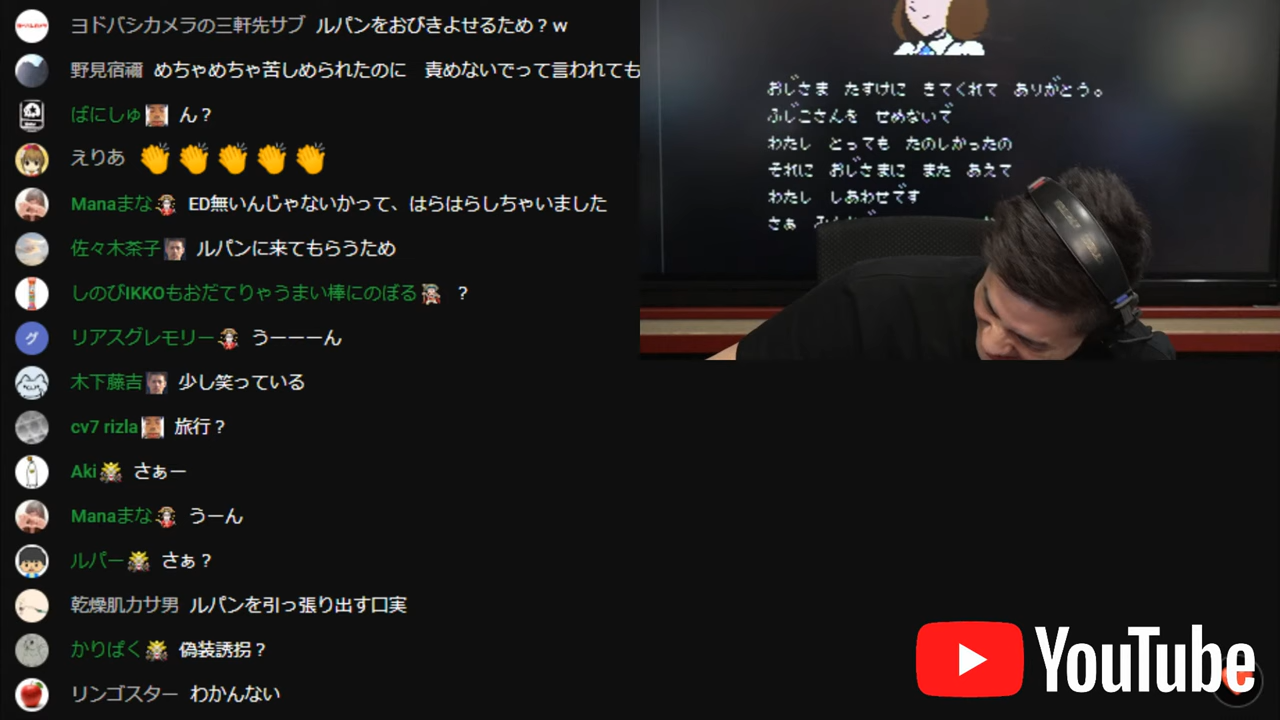 ヨドバシカメラの三軒先サブ ルパンをおびきよせるため？w
野見宿禰 めちゃめちゃ苦しめられたのに 責めないでって言われても
ばにしゅ ん？
えりあ 👏👏👏👏👏
Manaまな ED無いんじゃないかって、はらはらしちゃいました
佐々木茶子 ルパンに来てもらうため
しのびIKKOもおだてりゃうまい棒にのぼる ？
グ リアスグレモリー うーーーん
木下藤吉 少し笑っている
cv7 rizla 旅行？
Aki さぁー
Manaまな うーん
ルパー さぁ？
乾燥肌カサ男 ルパンを引っ張り出す口実
かりぱく 偽装誘拐？
リンゴスター わかんない
おじさま たすけに きてくれて ありがとう。
ふじごさんを せめないで
わたし とっても たのしかったの
それに おじさまに また あえて
わたし しあわせです
さぁ
YouTube